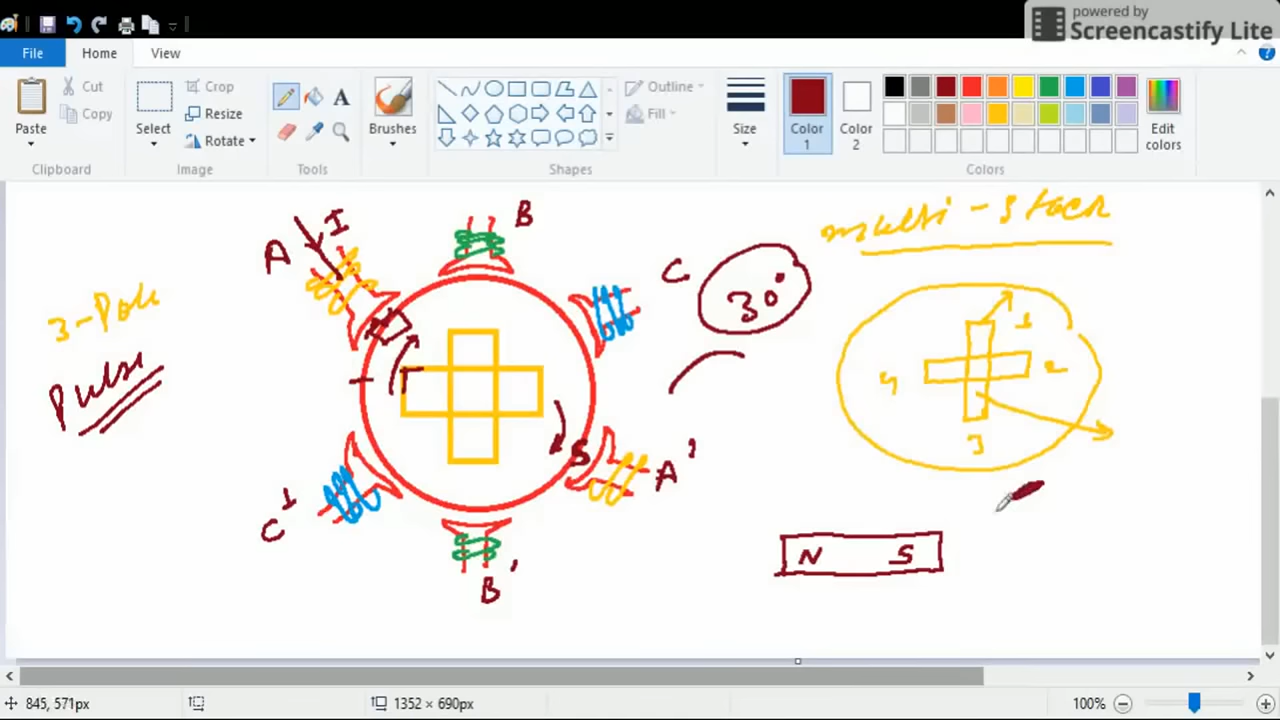 powered by
Screencastify Lite
File
Home
View
Paste
Cut
Copy
Clipboard
Select
Crop
Resize
Rotate
Image
A
Tools
Brushes
Shapes
Outline
Fill
Size
Color
1
Color
2
Edit
colors
Colors
3-Pole
Pulse
A
I
B
C
30°
S
A'
B'
C'
multi-stack
1
2
3
4
N S
845, 571px
1352 × 690px
100%